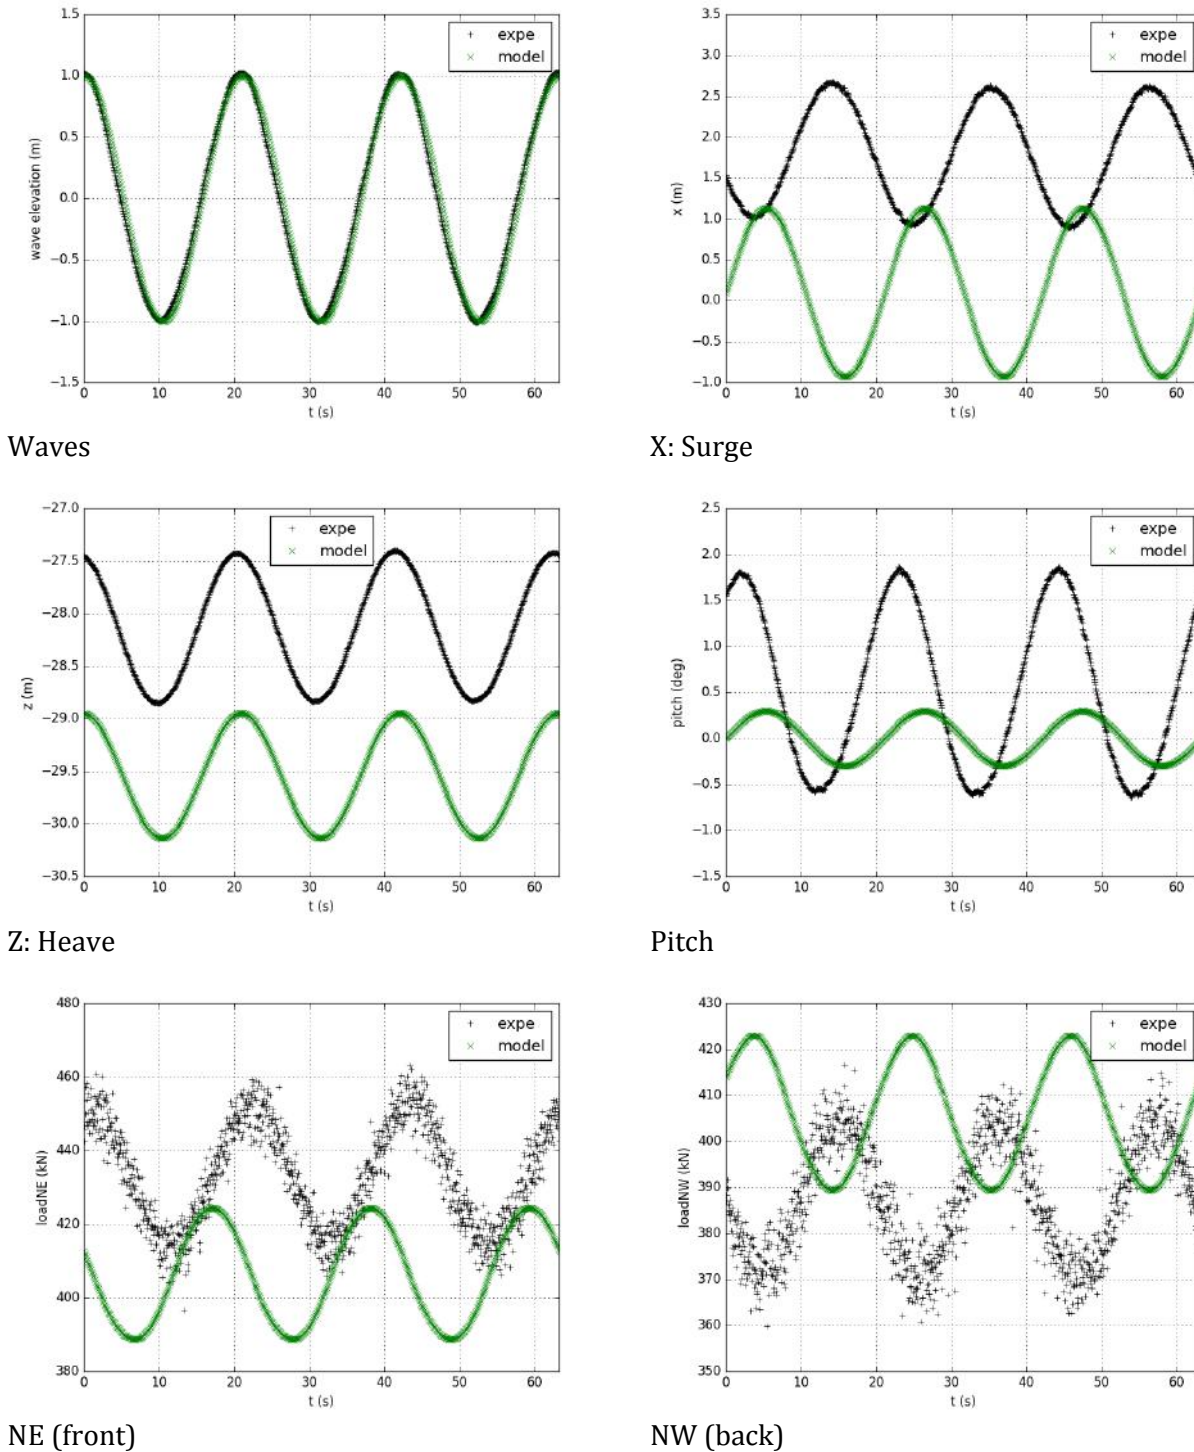 1.5
1.0
0.5
0.0
−0.5
−1.0
−1.5
wave elevation (m)
expe
model
0 10 20 30 40 50 60
t (s)
3.5
3.0
2.5
2.0
1.5
1.0
0.5
0.0
−0.5
−1.0
x (m)
expe
model
0 10 20 30 40 50 60
t (s)
Waves
X: Surge
−27.0
−27.5
−28.0
−28.5
−29.0
−29.5
−30.0
−30.5
z (m)
expe
model
0 10 20 30 40 50 60
t (s)
2.5
2.0
1.5
1.0
0.5
0.0
−0.5
−1.0
−1.5
pitch (deg)
expe
model
0 10 20 30 40 50 60
t (s)
Z: Heave
Pitch
480
460
440
420
400
380
loadNE (kN)
expe
model
0 10 20 30 40 50 60
t (s)
430
420
410
400
390
380
370
360
350
loadNW (kN)
expe
model
0 10 20 30 40 50 60
t (s)
NE (front)
NW (back)